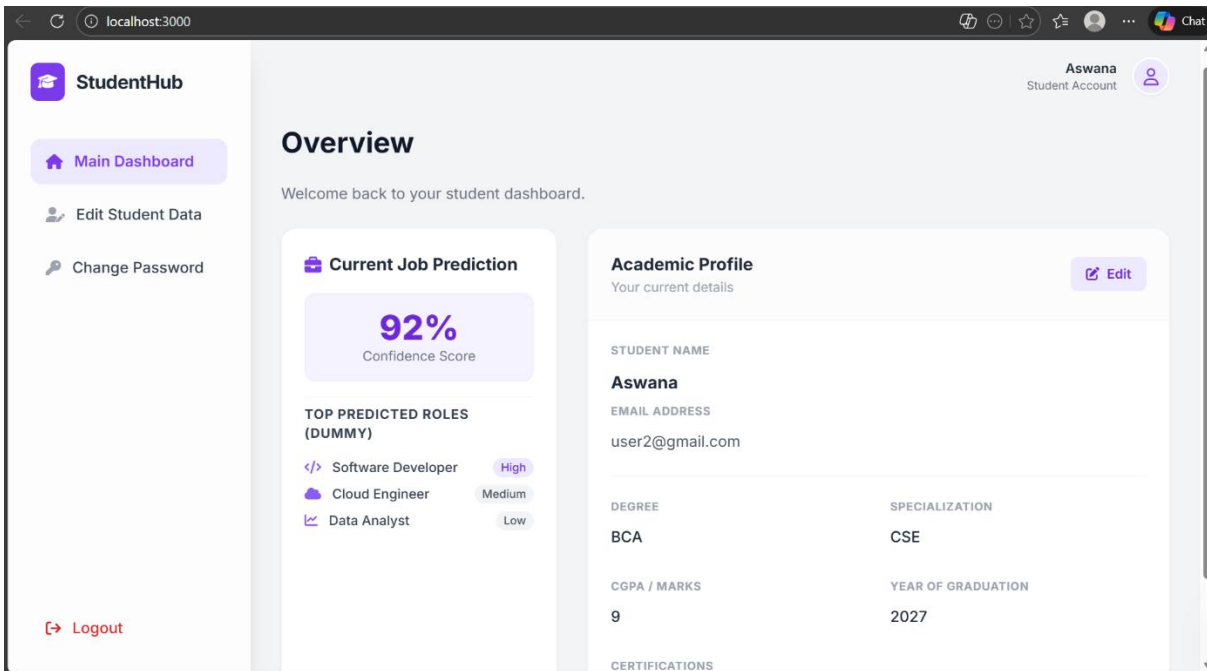 localhost:3000
Chat
StudentHub
Aswana
Student Account
Main Dashboard
Edit Student Data
Change Password
Logout
Overview
Welcome back to your student dashboard.
Current Job Prediction
92%
Confidence Score
TOP PREDICTED ROLES
(DUMMY)
Software Developer High
Cloud Engineer Medium
Data Analyst Low
Academic Profile
Your current details
Edit
STUDENT NAME
Aswana
EMAIL ADDRESS
user2@gmail.com
DEGREE SPECIALIZATION
BCA CSE
CGPA / MARKS YEAR OF GRADUATION
9 2027
CERTIFICATIONS